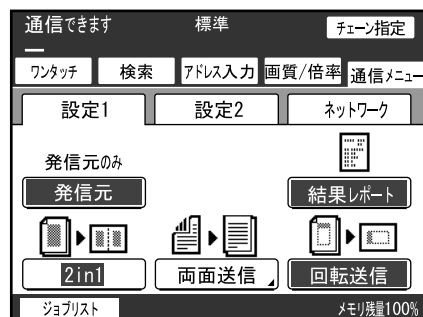 通信できます 標準 チェーン指定
ワンタッチ 検索 アドレス入力 画質/倍率 通信メニュー
設定1 設定2 ネットワーク
発信元のみ
発信元 結果レポート
2in1 両面送信 回転送信
ジョブリスト メモリ残量100%